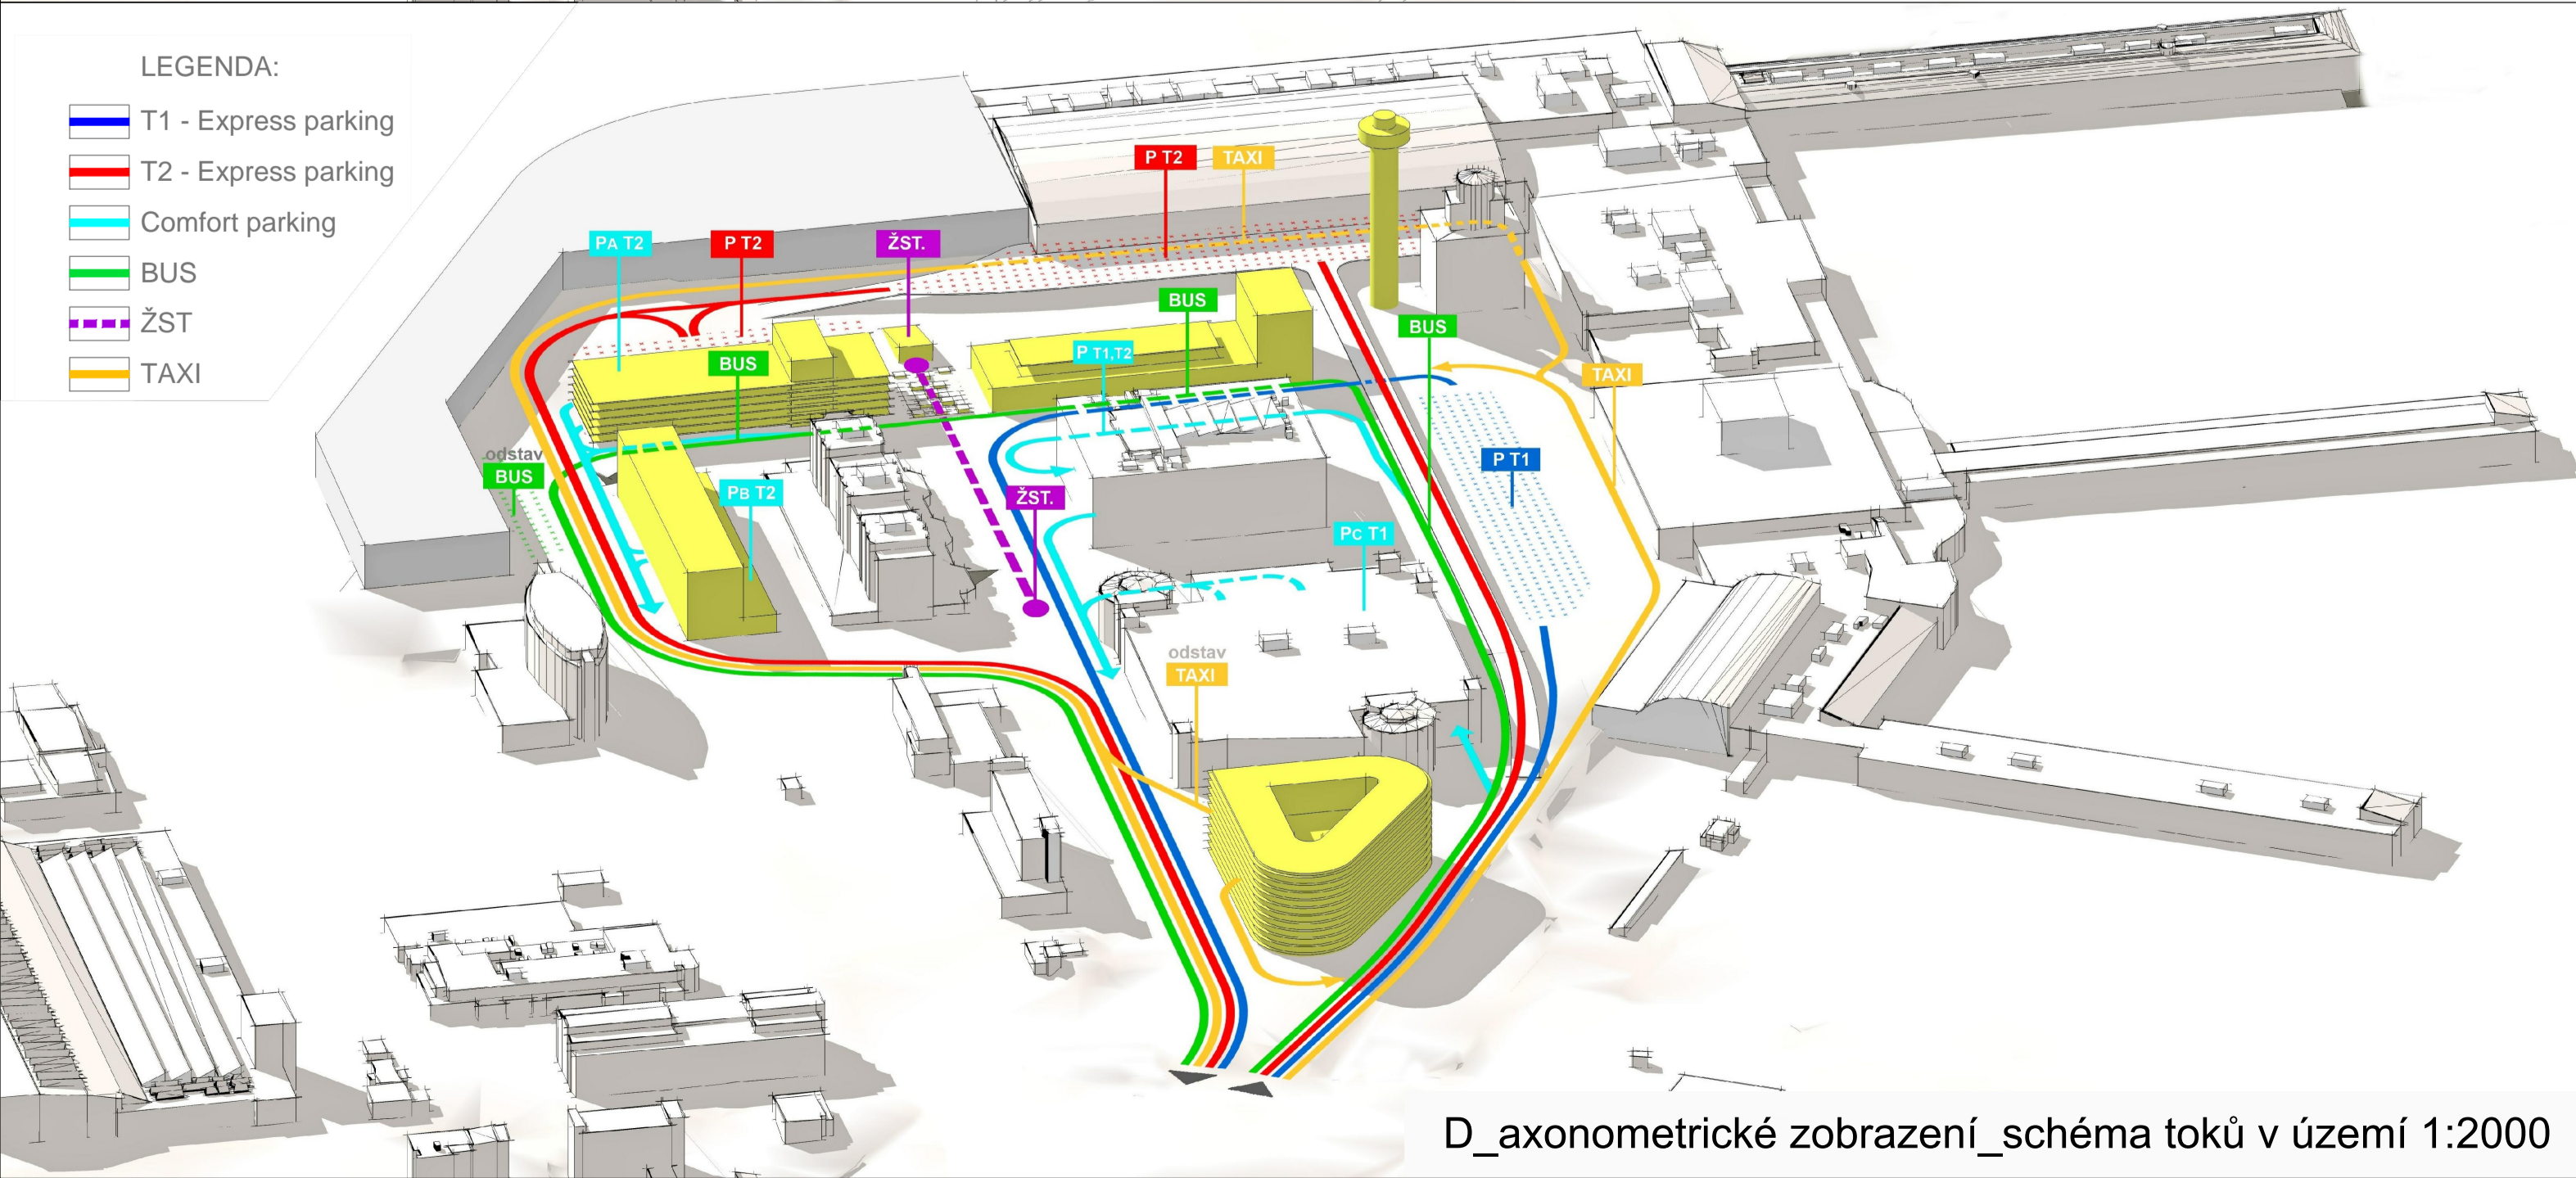 LEGENDA:
T1 - Express parking
T2 - Express parking
Comfort parking
BUS
ŽST
TAXI
P T2
TAXI
PA T2
P T2
ŽST.
BUS
BUS
P T1,T2
BUS
TAXI
odstav
BUS
P T1
PB T2
ŽST.
PC T1
odstav
TAXI
D_axonometrické zobrazení_schéma toků v území 1:2000